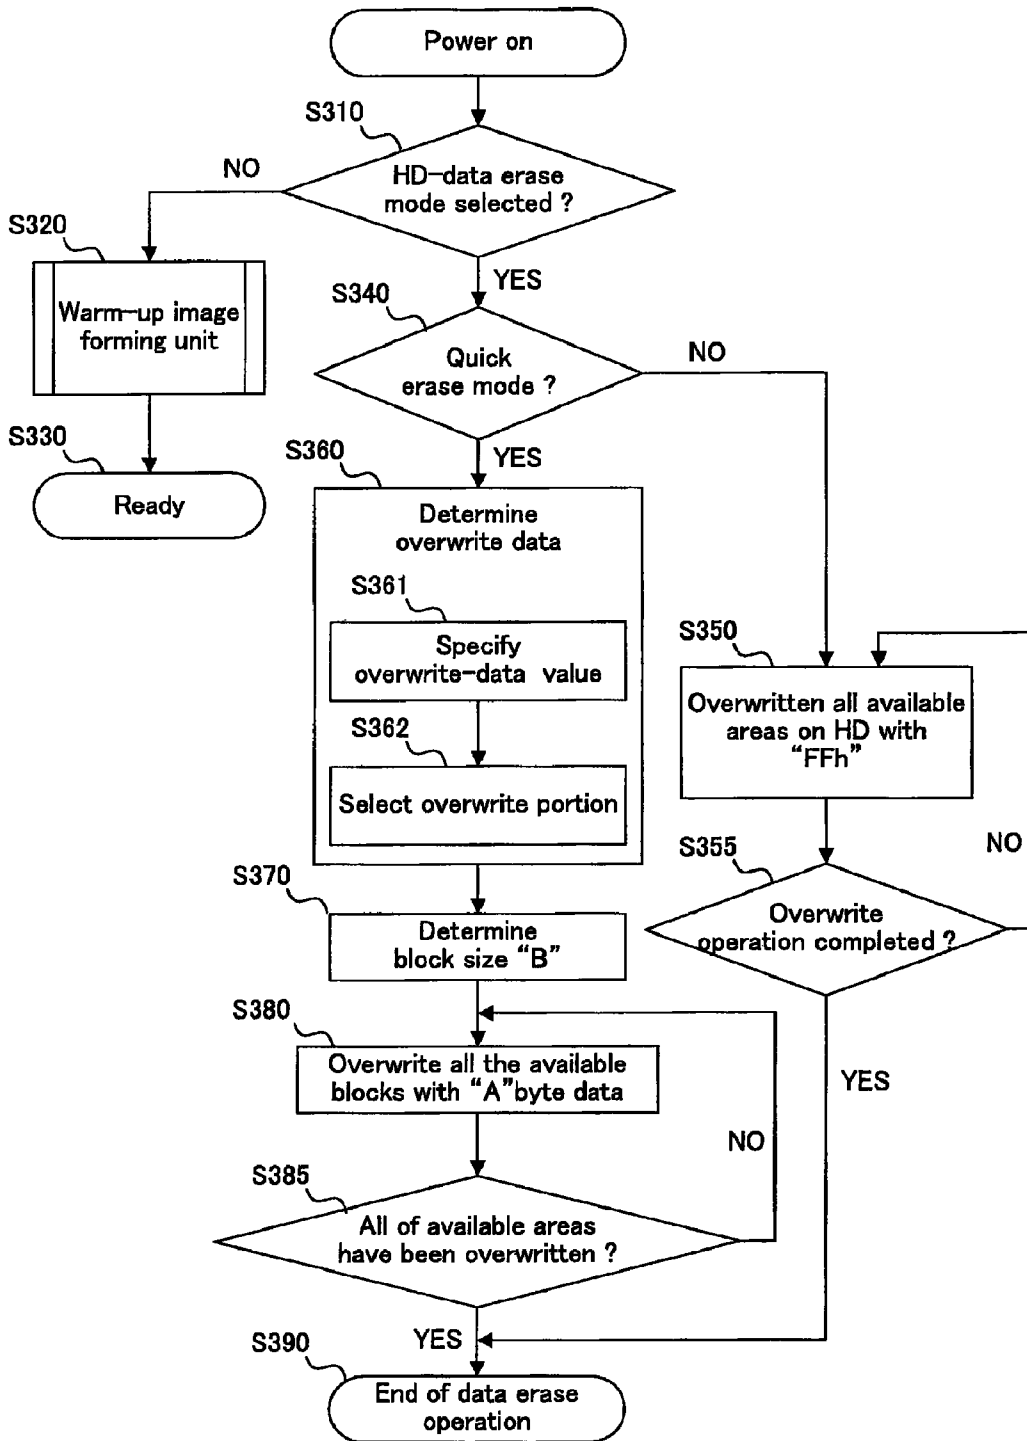 Power on
S310
HD-data erase
mode selected ?
NO
YES
S320
Warm-up image
forming unit
S330
Ready
S340
Quick
erase mode ?
NO
YES
S360
Determine
overwrite data
S361
Specify
overwrite-data value
S362
Select overwrite portion
S350
Overwritten all available
areas on HD with
“FFh”
S355
Overwrite
operation completed ?
NO
YES
S370
Determine
block size “B”
S380
Overwrite all the available
blocks with “A”byte data
NO
S385
All of available areas
have been overwritten ?
YES
S390
End of data erase
operation